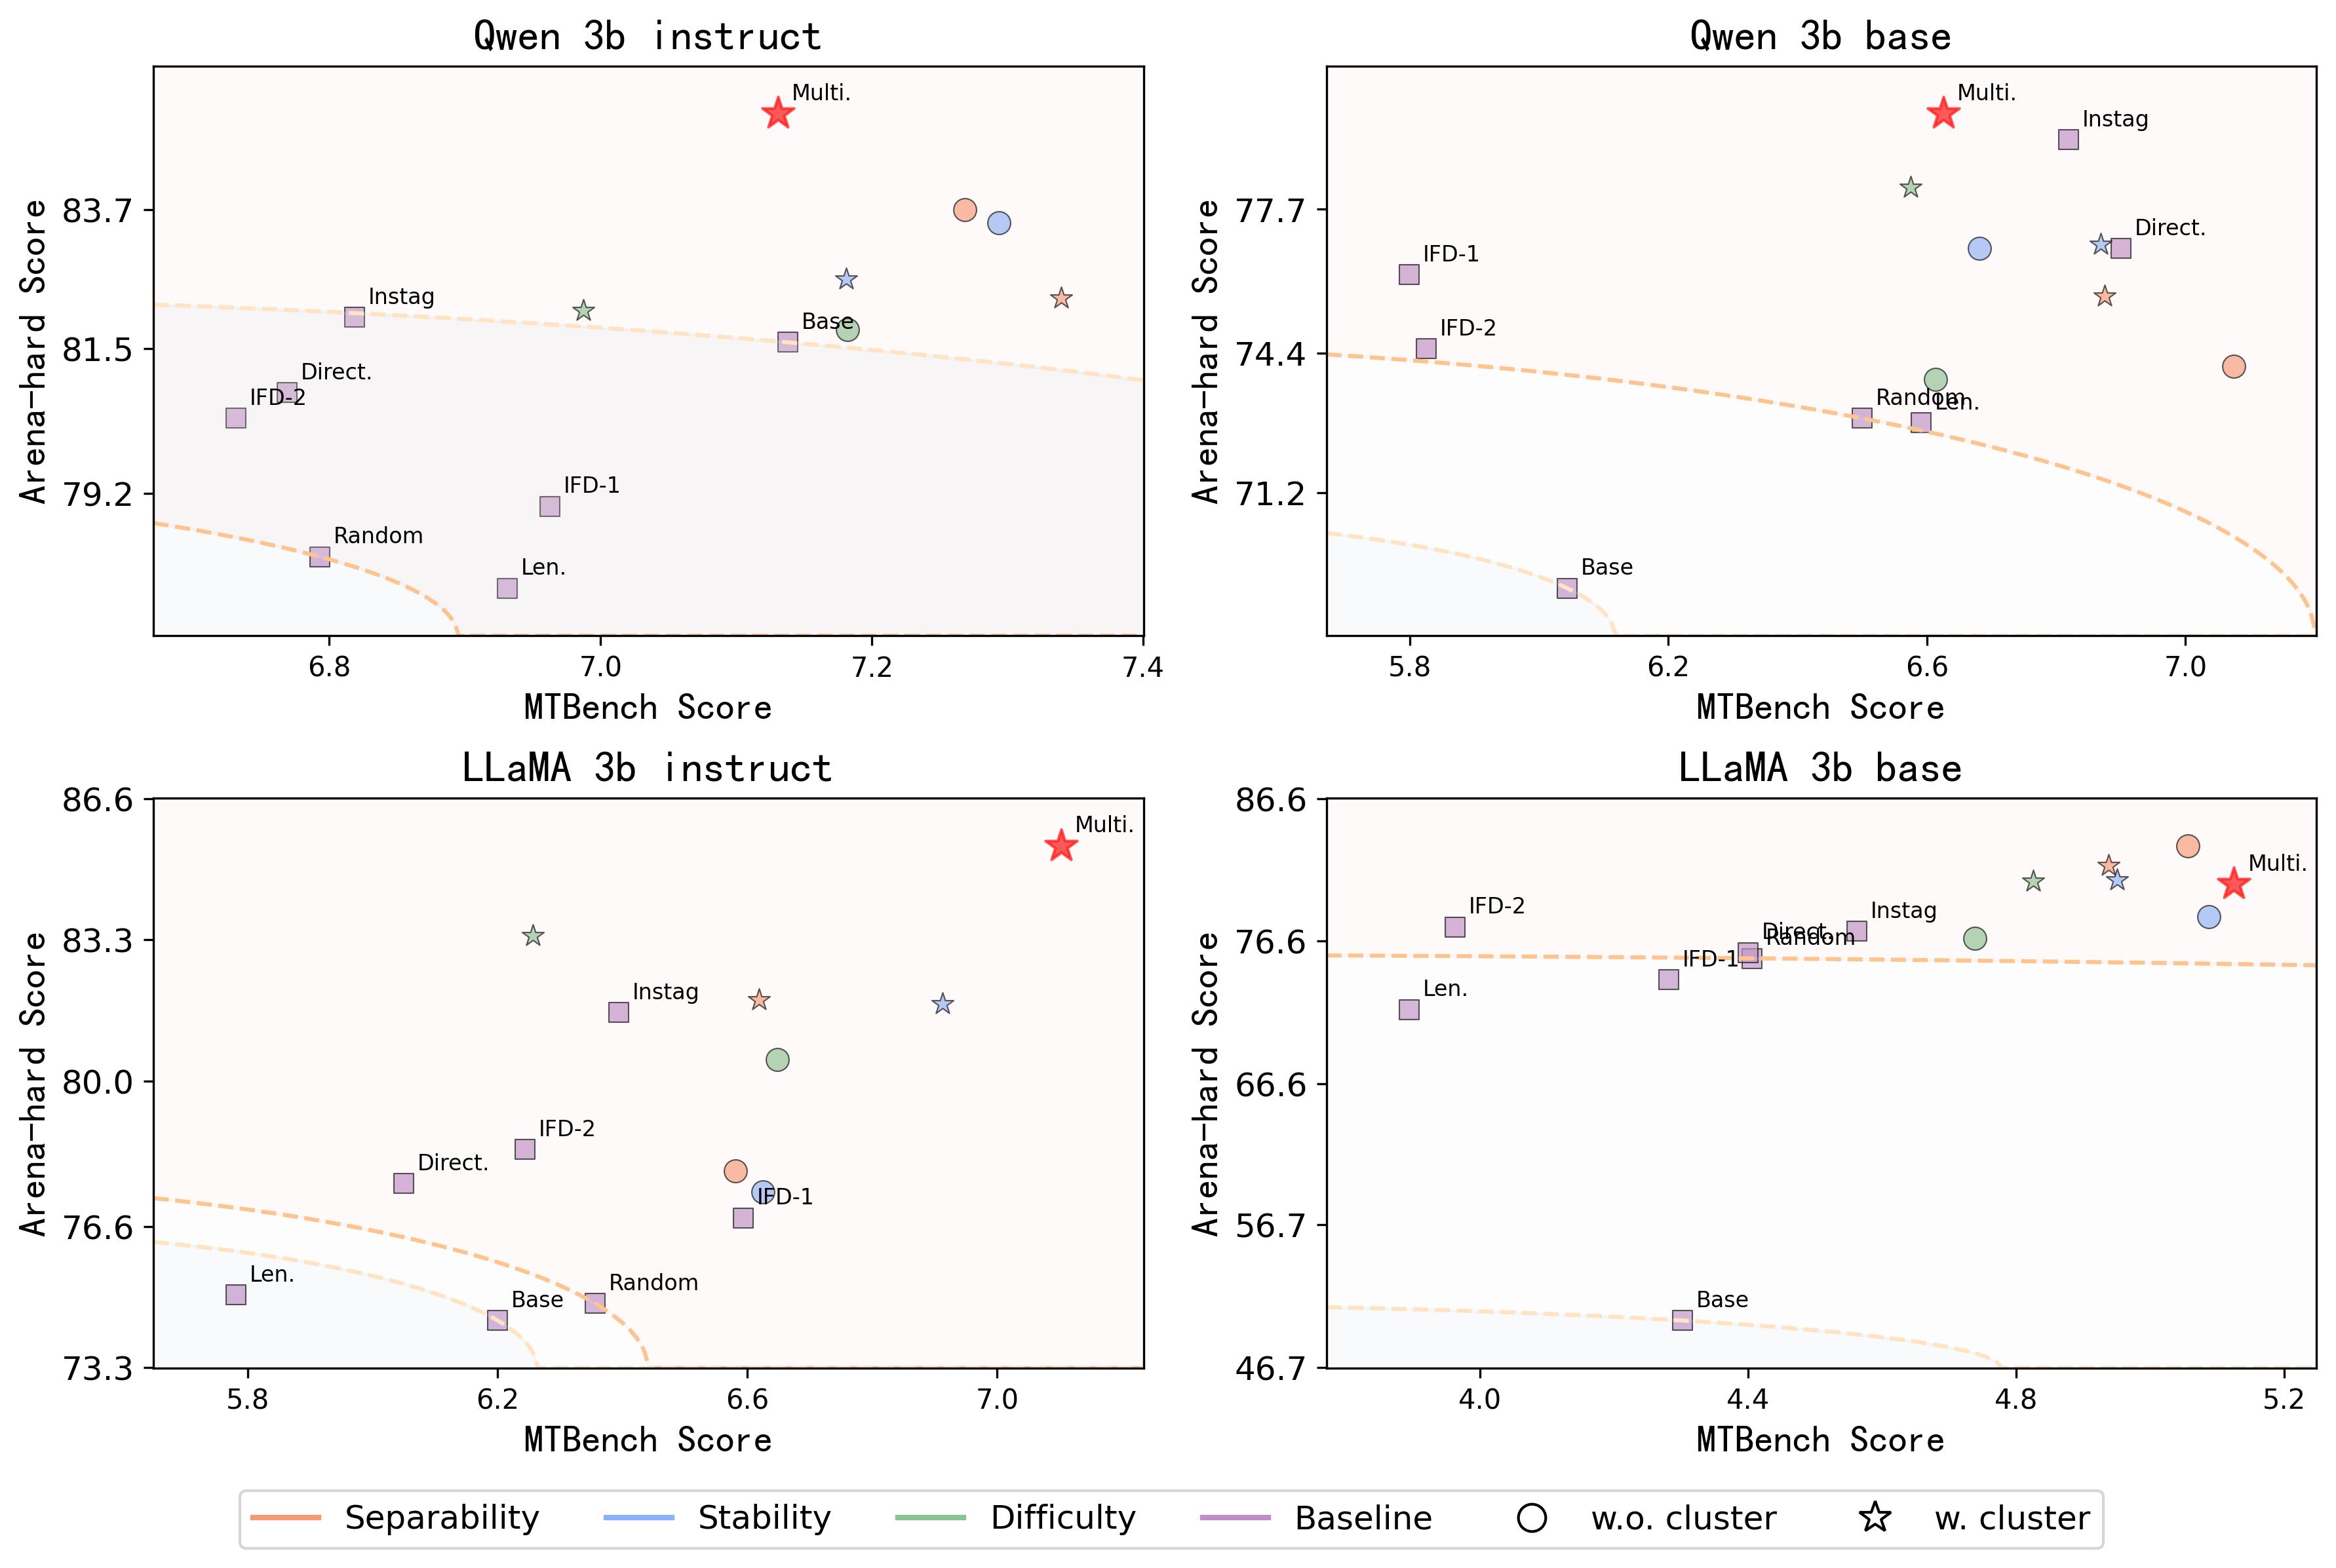 Qwen 3b instruct
Arena-hard Score
83.7
81.5
79.2
Multi.
Instag
Base
Direct.
IFD-2
IFD-1
Random
Len.
6.8 7.0 7.2 7.4
MTBench Score
Qwen 3b base
Arena-hard Score
77.7
74.4
71.2
Multi.
Instag
Direct.
IFD-1
IFD-2
Random
Len.
Base
5.8 6.2 6.6 7.0
MTBench Score
LLaMA 3b instruct
Arena-hard Score
86.6
83.3
80.0
76.6
73.3
Multi.
Instag
IFD-2
Direct.
IFD-1
Len.
Random
Base
5.8 6.2 6.6 7.0
MTBench Score
LLaMA 3b base
Arena-hard Score
86.6
76.6
66.6
56.7
46.7
Multi.
IFD-2
Instag
Direct.
Random
IFD-1
Len.
Base
4.0 4.4 4.8 5.2
MTBench Score
Separability Stability Difficulty Baseline w.o. cluster w. cluster